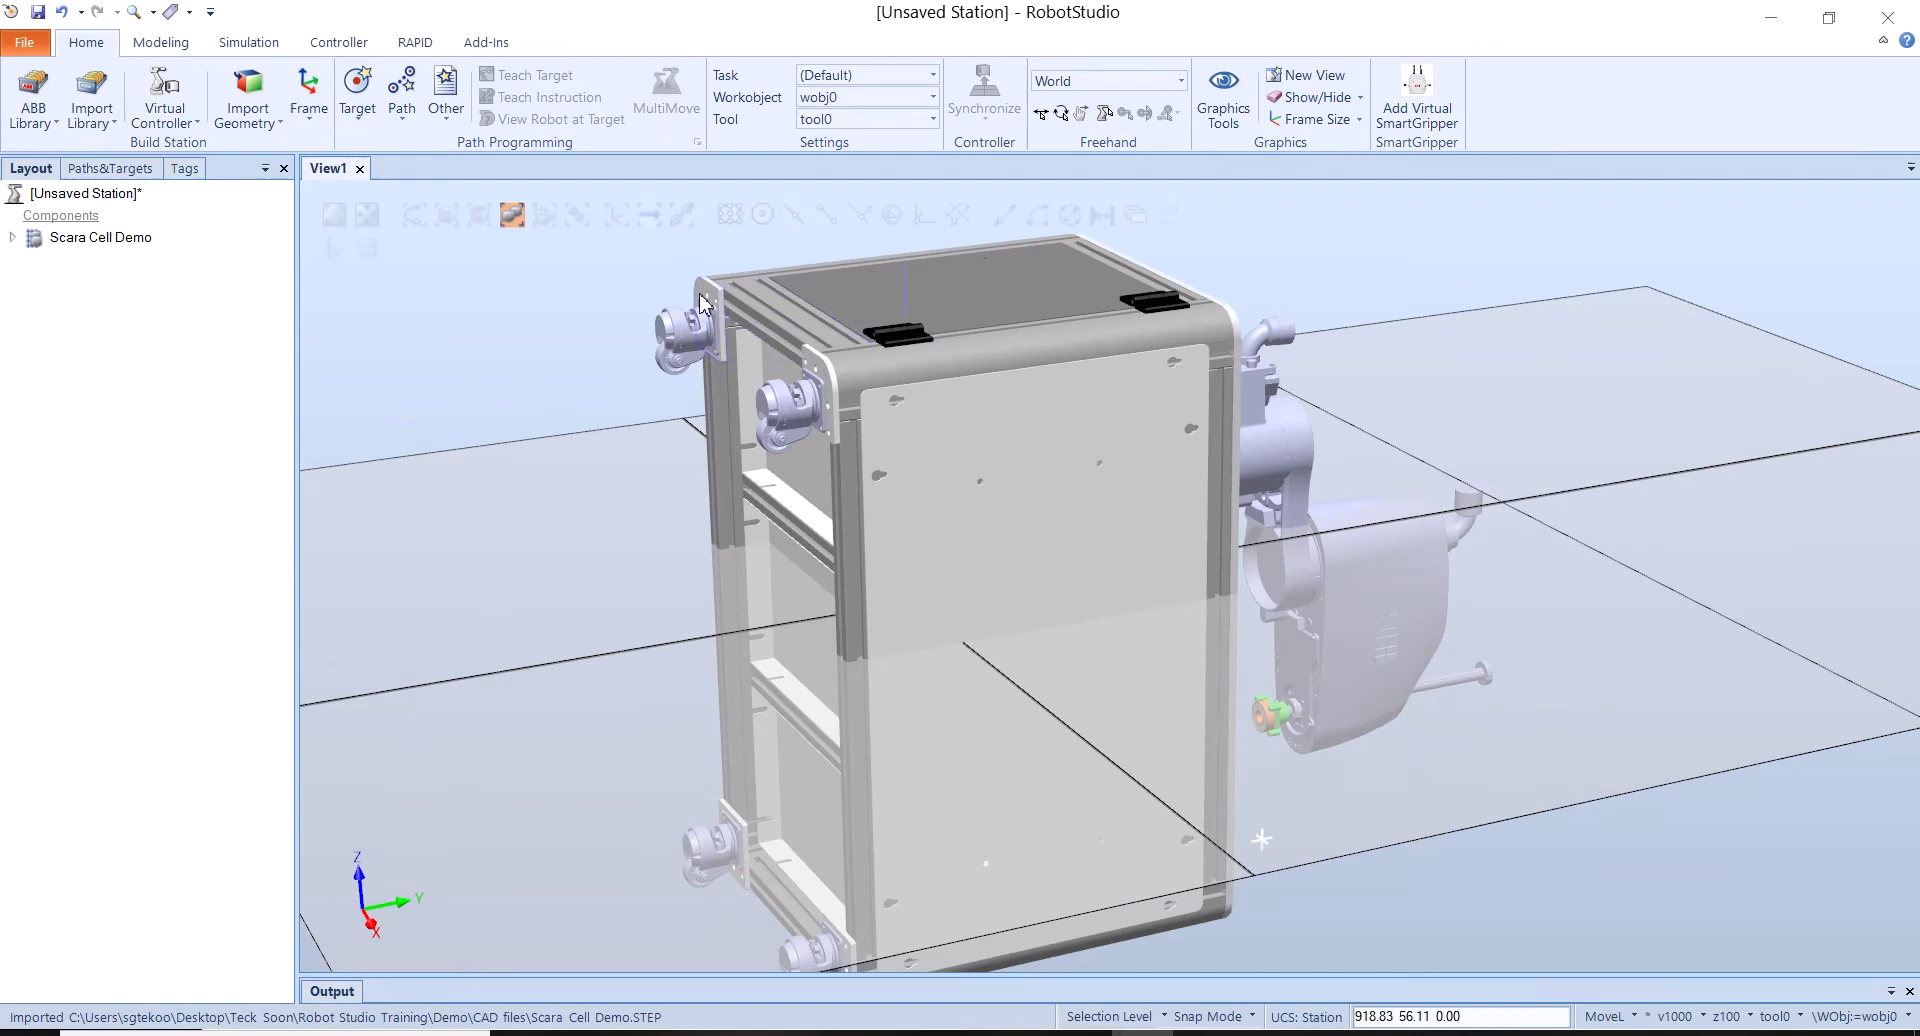 [Unsaved Station] - RobotStudio
File Home Modeling Simulation Controller RAPID Add-Ins
ABB Library
Import Library
Virtual Controller
Import Geometry
Frame
Build Station
Target
Path
Other
Teach Target
Teach Instruction
View Robot at Target
MultiMove
Path Programming
Task (Default)
Workobject wobj0
Tool tool0
Settings
Synchronize
Controller
World
Freehand
Graphics Tools
New View
Show/Hide
Frame Size
Graphics
Add Virtual SmartGripper
SmartGripper
Layout Paths&Targets Tags
[Unsaved Station]*
Components
Scara Cell Demo
View1
Z
Y
X
Output
Imported C:\Users\sgtekoo\Desktop\Teck Soon\Robot Studio Training\Demo\CAD files\Scara Cell Demo.STEP
Selection Level Snap Mode UCS: Station 918.83 56.11 0.00 MoveL * v1000 z100 tool0 \WObj:=wobj0